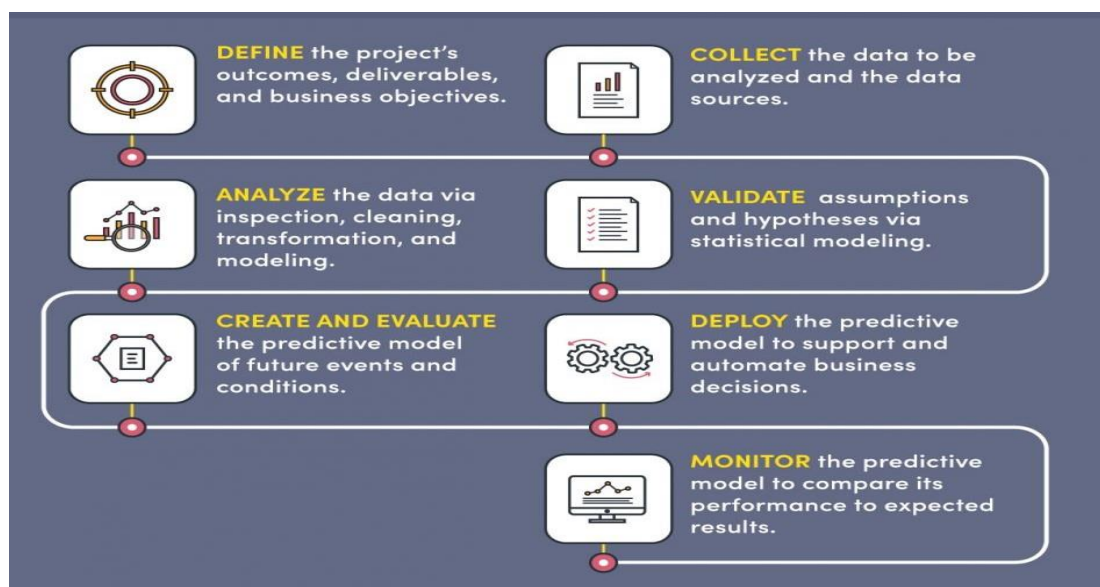 DEFINE the project's
outcomes, deliverables,
and business objectives.
COLLECT the data to be
analyzed and the data
sources.
ANALYZE the data via
inspection, cleaning,
transformation, and
modeling.
VALIDATE assumptions
and hypotheses via
statistical modeling.
CREATE AND EVALUATE
the predictive model
of future events and
conditions.
DEPLOY the predictive
model to support and
automate business
decisions.
MONITOR the predictive
model to compare its
performance to expected
results.